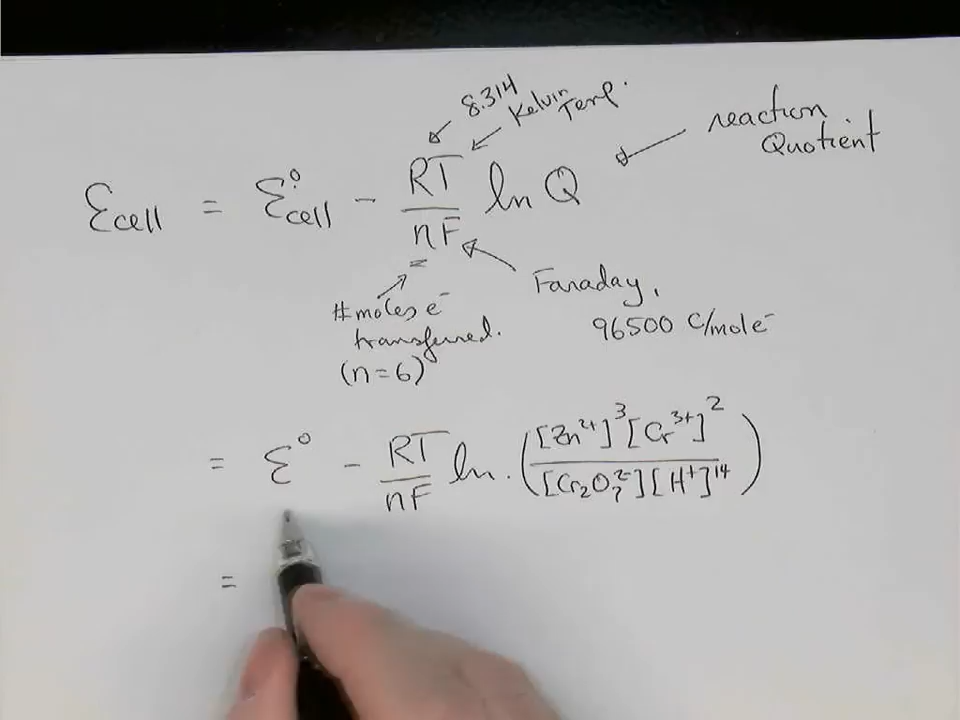 8.314
Kelvin Temp.
reaction
Quotient
Ɛcell = Ɛ°cell - RT/nF ln Q
#moles e⁻
transferred.
(n=6)
Faraday,
96500 C/mole⁻
= Ɛ° - RT/nF ln. ([Zn²⁺]³[Cr³⁺]²/[Cr₂O₇²⁻][H⁺]¹⁴)
=